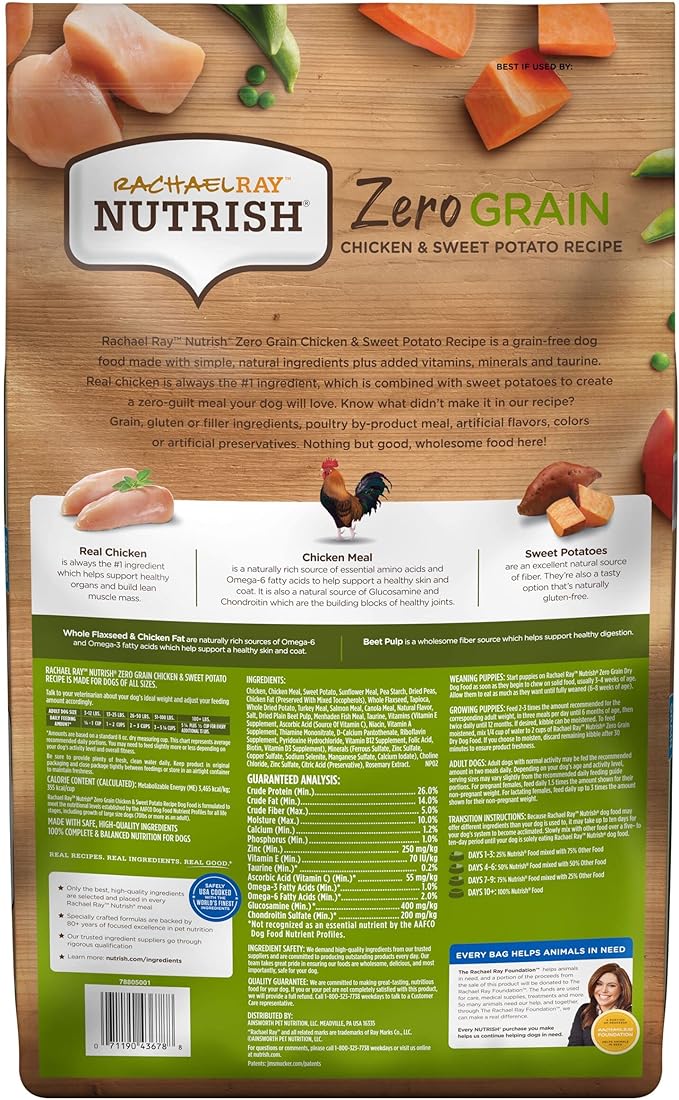 BEST IF USED BY:
RACHAELRAY™
NUTRISH®
Zero GRAIN
CHICKEN & SWEET POTATO RECIPE
Rachael Ray™ Nutrish® Zero Grain Chicken & Sweet Potato Recipe is a grain-free dog
food made with simple, natural ingredients plus added vitamins, minerals and taurine.
Real chicken is always the #1 ingredient, which is combined with sweet potatoes to create
a zero-guilt meal your dog will love. Know what didn't make it in our recipe?
Grain, gluten or filler ingredients, poultry by-product meal, artificial flavors, colors
or artificial preservatives. Nothing but good, wholesome food here!
Real Chicken
is always the #1 ingredient
which helps support healthy
organs and build lean
muscle mass.
Chicken Meal
is a naturally rich source of essential amino acids and
Omega-6 fatty acids to help support a healthy skin and
coat. It is also a natural source of Glucosamine and
Chondroitin which are the building blocks of healthy joints.
Sweet Potatoes
are an excellent natural source
of fiber. They're also a tasty
option that's naturally
gluten-free.
Whole Flaxseed & Chicken Fat are naturally rich sources of Omega-6
and Omega-3 fatty acids which help support a healthy skin and coat.
Beet Pulp is a wholesome fiber source which helps support healthy digestion.
RACHAEL RAY™ NUTRISH® ZERO GRAIN CHICKEN & SWEET POTATO
RECIPE IS MADE FOR DOGS OF ALL SIZES.
Talk to your veterinarian about your dog's ideal weight and adjust your feeding
amount accordingly.
ADULT DOG SIZE 3-12 LBS. 13-25 LBS. 26-50 LBS. 51-100 LBS. 100+ LBS.
DAILY FEEDING
AMOUNT*
*Amounts are based on a standard 8 oz. dry measuring cup. This chart represents average
recommended daily portions. You may need to feed slightly more or less depending on
your dog's activity level and overall fitness.
Be sure to provide plenty of fresh, clean water daily. Keep product in original
packaging and close package tightly between feedings or store in an airtight container
to maintain freshness.
CALORIE CONTENT (CALCULATED): Metabolizable Energy (ME) 3,465 kcal/kg;
335 kcal/cup
Rachael Ray™ Nutrish® Zero Grain Chicken & Sweet Potato Recipe Dog Food is formulated to
meet the nutritional levels established by the AAFCO Dog Food Nutrient Profiles for all life
stages, including growth of large size dogs (70lbs or more as an adult).
MADE WITH SAFE, HIGH-QUALITY INGREDIENTS
100% COMPLETE & BALANCED NUTRITION FOR DOGS
REAL RECIPES. REAL INGREDIENTS. REAL GOOD.®
Only the best, high-quality ingredients
are selected and placed in every
Rachael Ray™ Nutrish® meal
Specially crafted formulas are backed by
80+ years of focused excellence in pet nutrition
Our trusted ingredient suppliers go through
rigorous qualification
Learn more: nutrish.com/ingredients
SAFELY
USA COOKED
WITH THE
WORLD'S FINEST
INGREDIENTS
78805001
0 71190 43678 8
INGREDIENTS:
Chicken, Chicken Meal, Sweet Potato, Sunflower Meal, Pea Starch, Dried Peas,
Chicken Fat (Preserved With Mixed Tocopherols), Whole Flaxseed, Tapioca,
Whole Dried Potato, Turkey Meal, Salmon Meal, Canola Meal, Natural Flavor,
Salt, Dried Plain Beet Pulp, Menhaden Fish Meal, Taurine, Vitamins (Vitamin E
Supplement, Ascorbic Acid (Source Of Vitamin C), Niacin, Vitamin A
Supplement, Thiamine Mononitrate, D-Calcium Pantothenate, Riboflavin
Supplement, Pyridoxine Hydrochloride, Vitamin B12 Supplement, Folic Acid,
Biotin, Vitamin D3 Supplement), Minerals (Ferrous Sulfate, Zinc Sulfate,
Copper Sulfate, Sodium Selenite, Manganese Sulfate, Calcium Iodate), Choline
Chloride, Zinc Sulfate, Citric Acid (Preservative), Rosemary Extract. NP02
GUARANTEED ANALYSIS:
Crude Protein (Min.) 26.0%
Crude Fat (Min.) 14.0%
Crude Fiber (Max.) 5.0%
Moisture (Max.) 10.0%
Calcium (Min.) 1.2%
Phosphorus (Min.) 1.0%
Zinc (Min.) 250 mg/kg
Vitamin E (Min.) 70 IU/kg
Taurine (Min.)* 0.2%
Ascorbic Acid (Vitamin C) (Min.)* 55 mg/kg
Omega-3 Fatty Acids (Min.)* 1.0%
Omega-6 Fatty Acids (Min.)* 2.0%
Glucosamine (Min.)* 400 mg/kg
Chondroitin Sulfate (Min.)* 200 mg/kg
*Not recognized as an essential nutrient by the AAFCO
Dog Food Nutrient Profiles.
INGREDIENT SAFETY: We demand high-quality ingredients from our trusted
suppliers and are committed to producing outstanding products every day. Our
team takes great pride in ensuring our foods are wholesome, delicious, and most
importantly, safe for your dog.
QUALITY GUARANTEE: We are committed to making great-tasting, nutritious
food for your dog. If you or your pet are not completely satisfied with this product,
we will provide a full refund. Call 1-800-323-7738 weekdays to talk to a Customer
Care representative.
DISTRIBUTED BY:
AINSWORTH PET NUTRITION, LLC, MEADVILLE, PA USA 16335
"Rachael Ray" and all related marks are trademarks of Ray Marks Co., LLC.
©AINSWORTH PET NUTRITION, LLC.
For questions or comments, please call 1-800-323-7738 weekdays or visit us online
at nutrish.com.
Patents: jmsmucker.com/patents
WEANING PUPPIES: Start puppies on Rachael Ray™ Nutrish® Zero Grain Dry
Dog Food as soon as they begin to chew on solid food, usually 3-4 weeks of age.
Allow them to eat as much as they want until fully weaned (6-8 weeks of age).
GROWING PUPPIES: Feed 2-3 times the amount recommended for the
corresponding adult weight, in three meals per day until 6 months of age, then
twice daily until 12 months. If desired, kibble can be moistened. To feed
moistened, mix 1/4 cup of water to 2 cups of Rachael Ray™ Nutrish® Zero Grain
Dry Dog Food. If you choose to moisten, discard remaining kibble after 30
minutes to ensure product freshness.
ADULT DOGS: Adult dogs with normal activity may be fed the recommended
amount in two meals daily. Depending on your dog's age and activity level,
serving sizes may vary slightly from the recommended daily feeding guide
portions. For pregnant females, feed daily 1.5 times the amount shown for their
non-pregnant weight. For lactating females, feed daily up to 3 times the amount
shown for their non-pregnant weight.
TRANSITION INSTRUCTIONS: Because Rachael Ray™ Nutrish® dog food may
offer different ingredients than your dog is used to, it may take up to ten days for
your dog's system to become acclimated. Slowly mix with other food over a five- to
ten-day period until your dog is solely eating Rachael Ray™ Nutrish® dog food.
DAYS 1-3: 25% Nutrish® Food mixed with 75% Other Food
DAYS 4-6: 50% Nutrish® Food mixed with 50% Other Food
DAYS 7-9: 75% Nutrish® Food mixed with 25% Other Food
DAYS 10+: 100% Nutrish® Food
EVERY BAG HELPS ANIMALS IN NEED
The Rachael Ray Foundation™ helps animals
in need, and a portion of the proceeds from
the sale of this product will be donated to The
Rachael Ray Foundation™. The funds are used
for care, medical supplies, treatments and more.
So many animals need our help, and together,
through The Rachael Ray Foundation™, we
can make a real difference.
Every NUTRISH® purchase you make
helps us continue helping dogs in need.
A PORTION
OF PROCEEDS
RACHAELRAY
FOUNDATION
HELPS ANIMALS
IN NEED